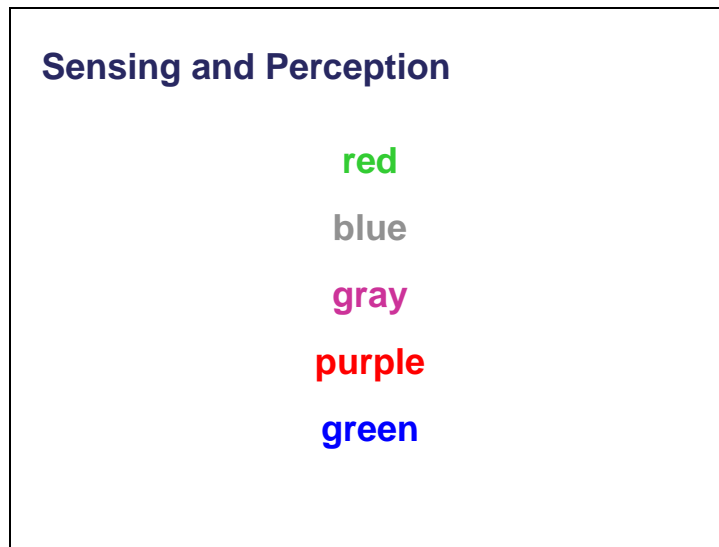 Sensing and Perception
red
blue
gray
purple
green